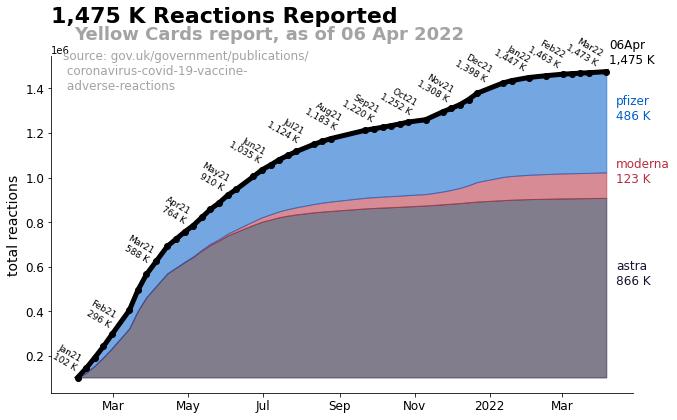 1,475 K Reactions Reported
Yellow Cards report, as of 06 Apr 2022
1e6
source: gov.uk/government/publications/
coronavirus-covid-19-vaccine-
adverse-reactions
total reactions
0.2
0.4
0.6
0.8
1.0
1.2
1.4
Jan21
102 K
Feb21
296 K
Mar21
588 K
Apr21
764 K
May21
910 K
Jun21
1,035 K
Jul21
1,124 K
Aug21
1,183 K
Sep21
1,220 K
Oct21
1,252 K
Nov21
1,308 K
Dec21
1,398 K
Jan22
1,447 K
Feb22
1,463 K
Mar22
1,473 K
06Apr
1,475 K
pfizer
486 K
moderna
123 K
astra
866 K
Mar
May
Jul
Sep
Nov
2022
Mar